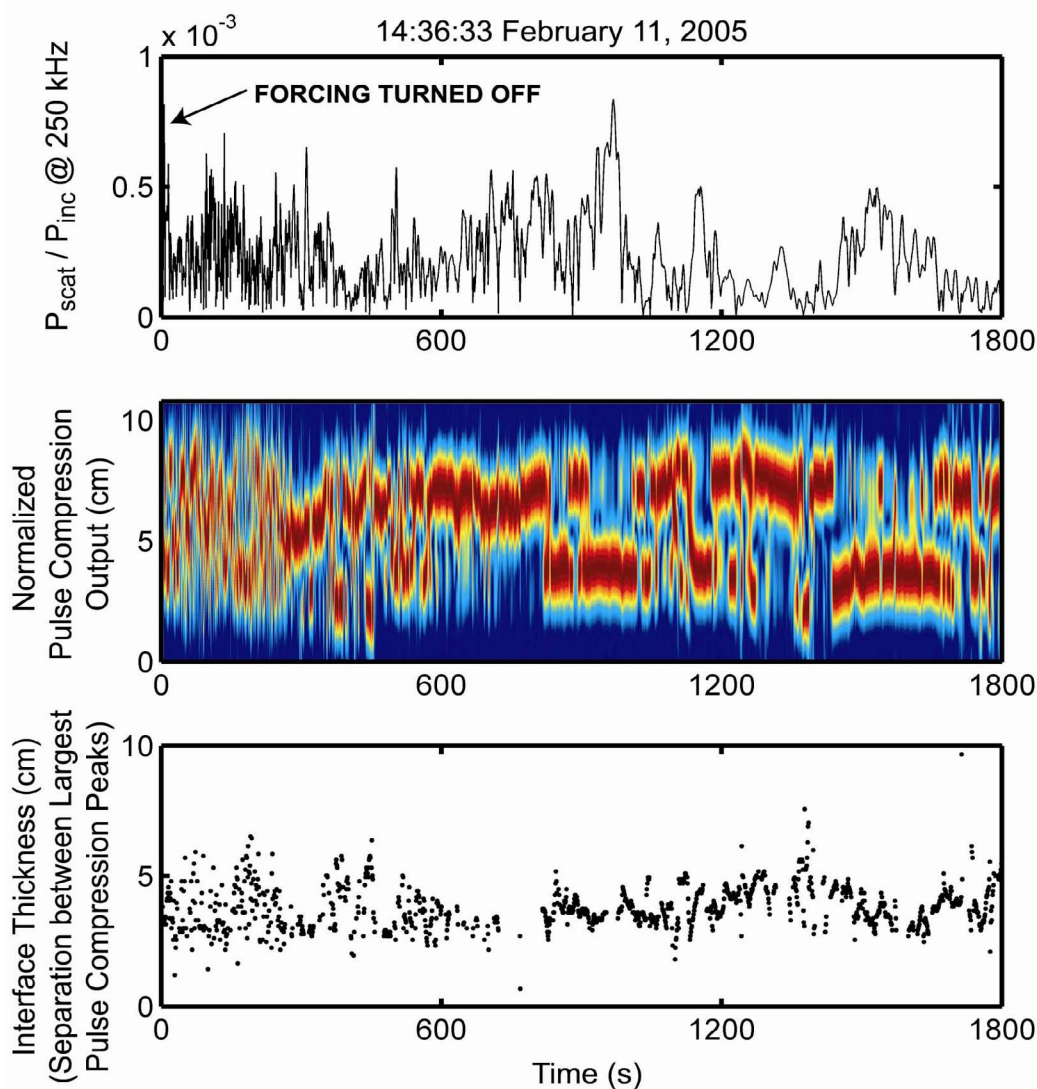 14:36:33 February 11, 2005
x 10⁻³
1
0.5
0
P_scat / P_inc @ 250 kHz
FORCING TURNED OFF
0
600
1200
1800
10
5
0
Normalized
Pulse Compression
Output (cm)
0
600
1200
1800
10
5
0
Interface Thickness (cm)
(Separation between Largest
Pulse Compression Peaks)
0
600
1200
1800
Time (s)